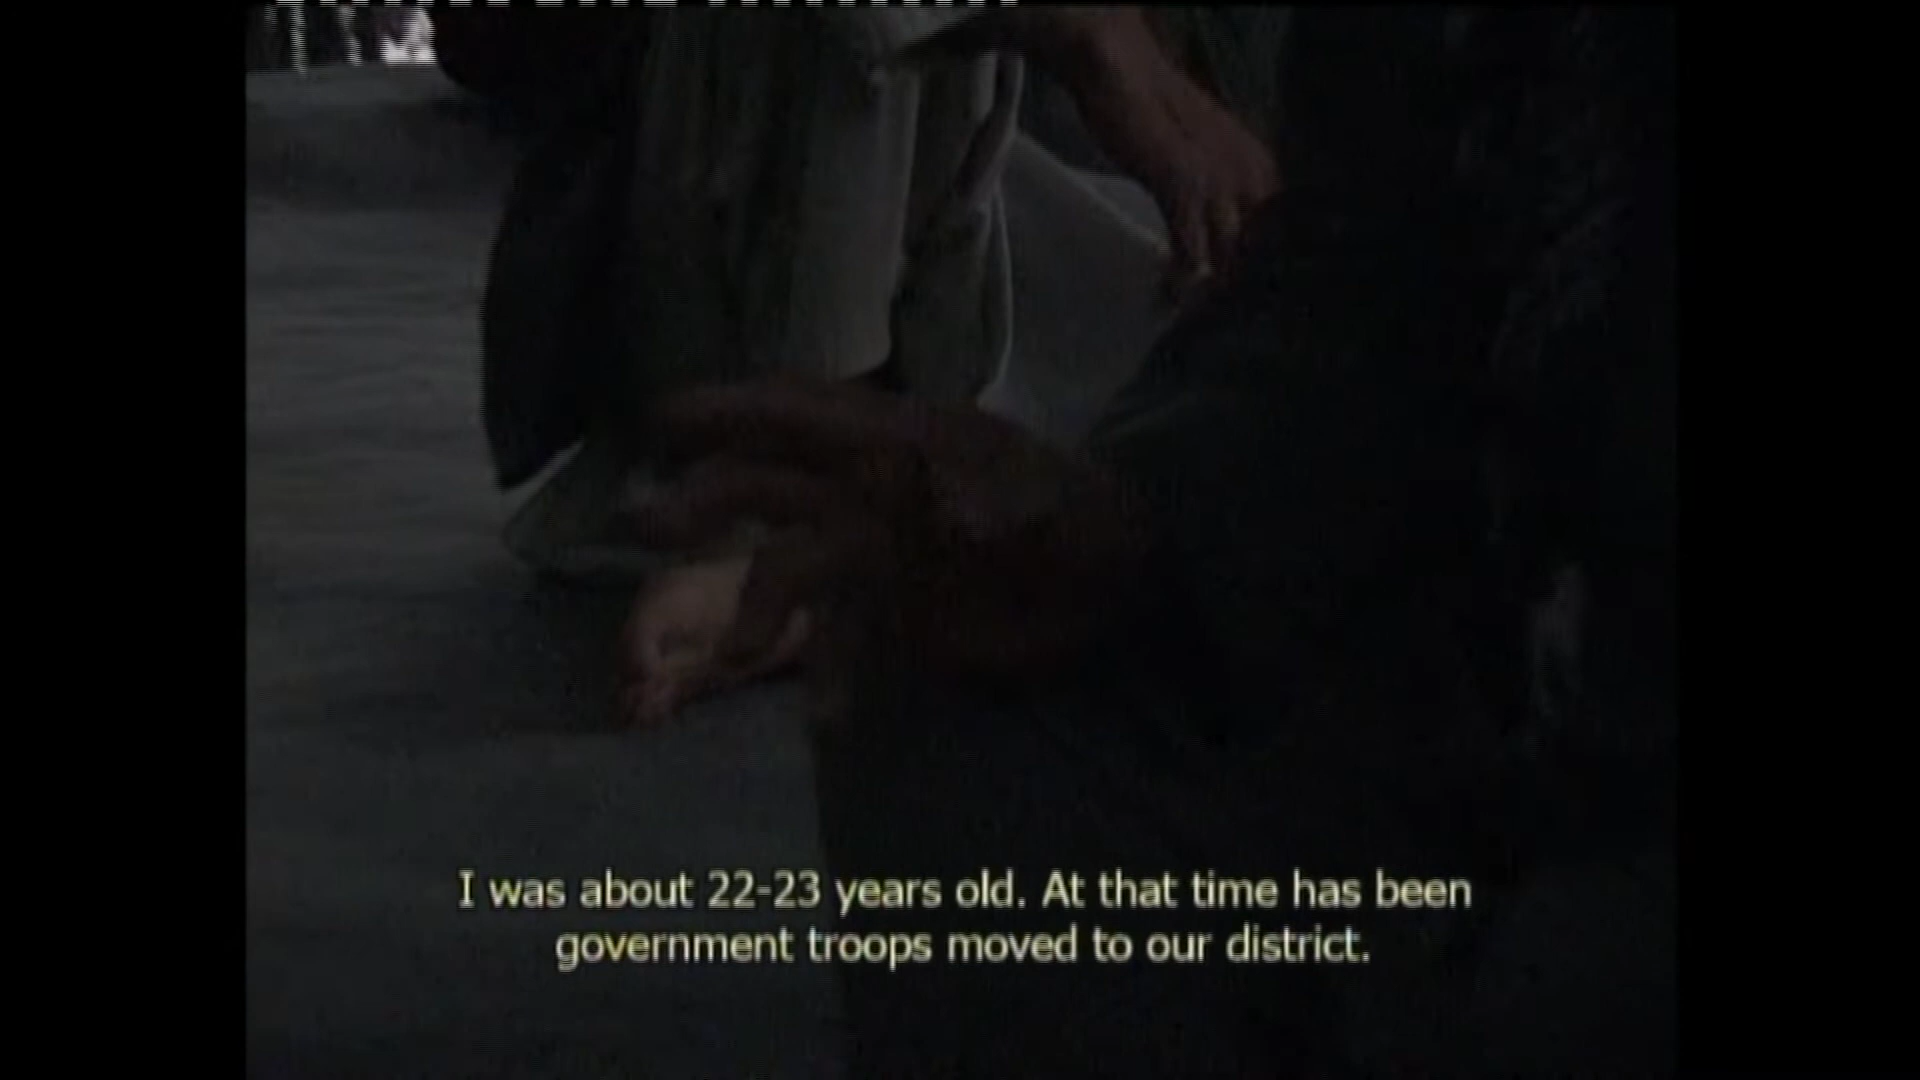 I was about 22-23 years old. At that time has been
government troops moved to our district.